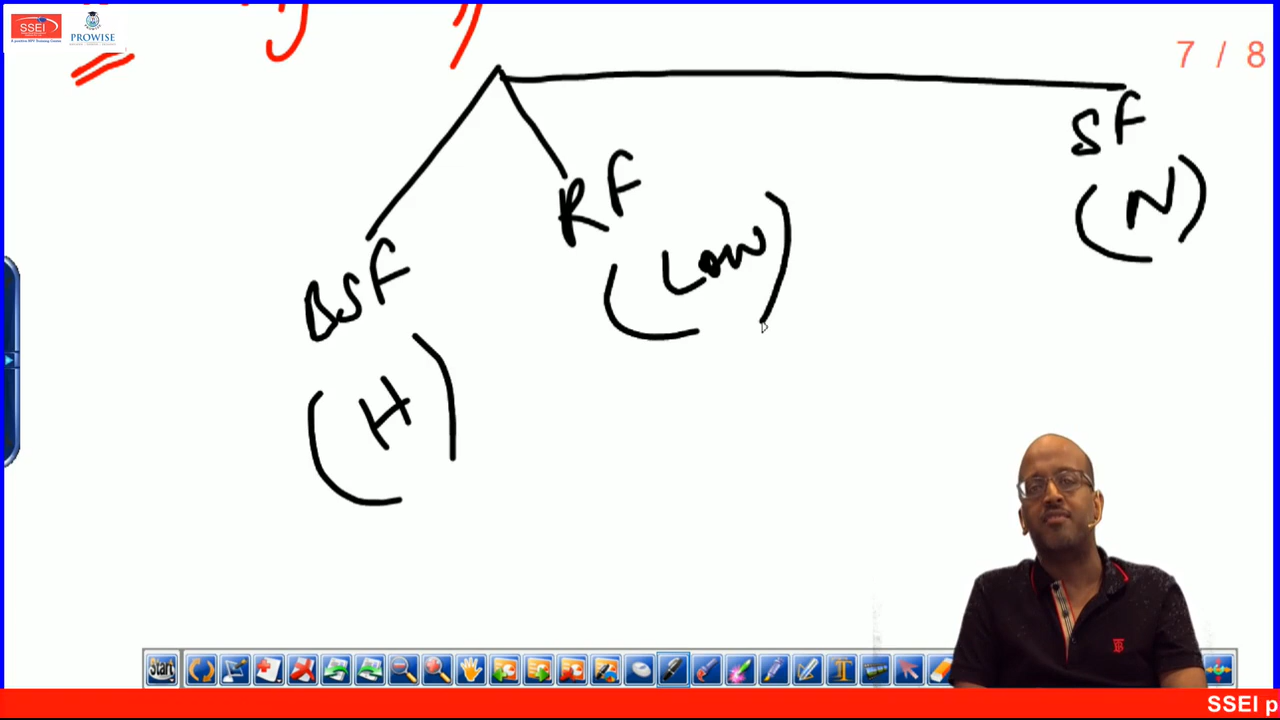 SSEI
PROWISE
7 / 8
SF
(N)
RF
(Low)
BSF
(H)
Start
T
SSEI p